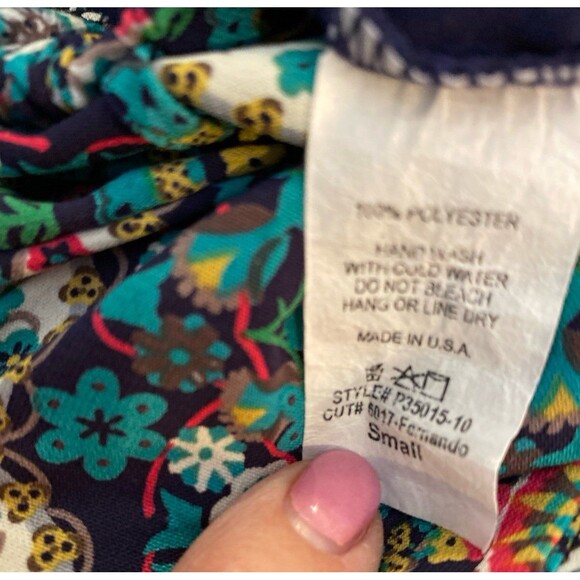 100% POLYESTER
HAND WASH
WITH COLD WATER
DO NOT BLEACH
HANG OR LINE DRY
MADE IN U.S.A.
STYLE# P35015-10
CUT# 6017-Fernando
Small